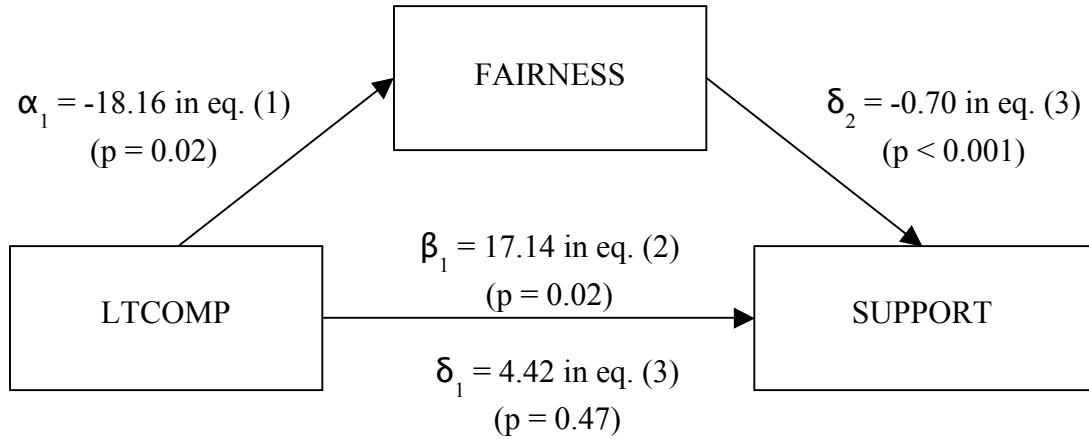 FAIRNESS
α₁ = -18.16 in eq. (1)
(p = 0.02)
δ₂ = -0.70 in eq. (3)
(p < 0.001)
LTCOMP
β₁ = 17.14 in eq. (2)
(p = 0.02)
SUPPORT
δ₁ = 4.42 in eq. (3)
(p = 0.47)